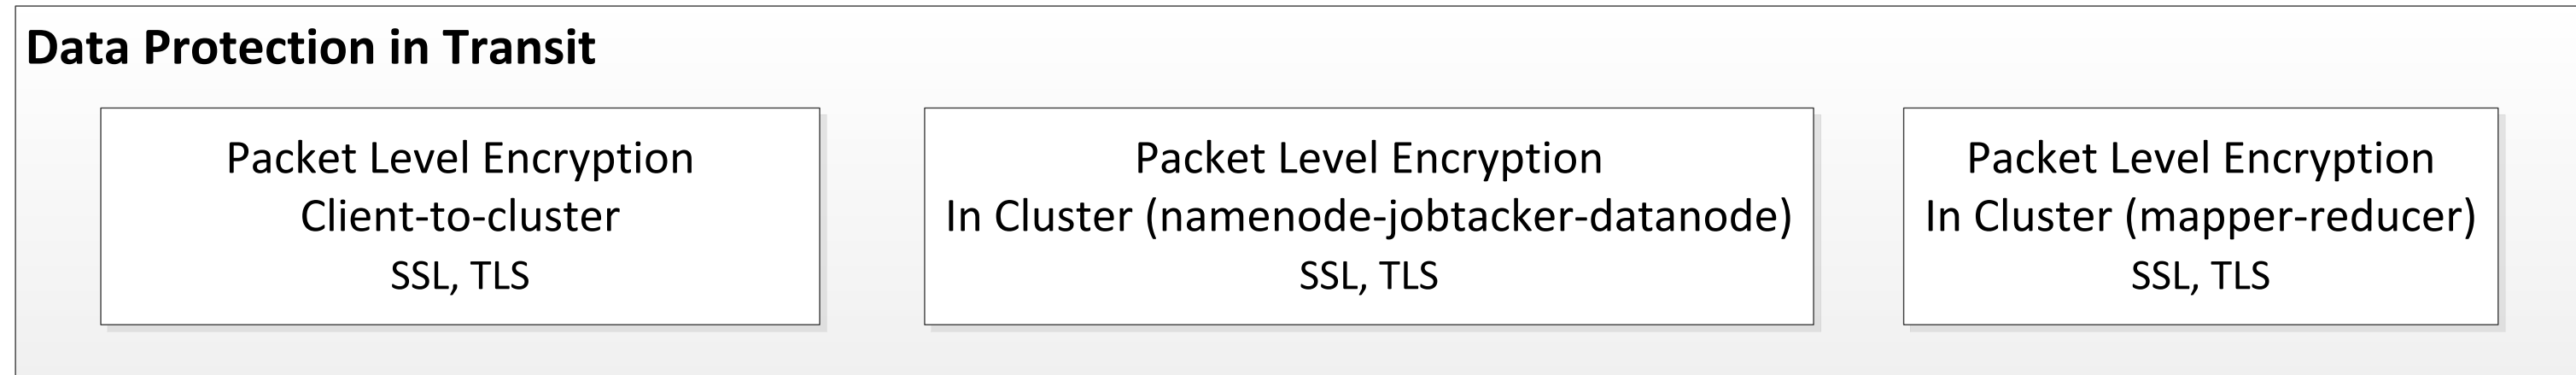 Data Protection in Transit
Packet Level Encryption
Client-to-cluster
SSL, TLS
Packet Level Encryption
In Cluster (namenode-jobtacker-datanode)
SSL, TLS
Packet Level Encryption
In Cluster (mapper-reducer)
SSL, TLS